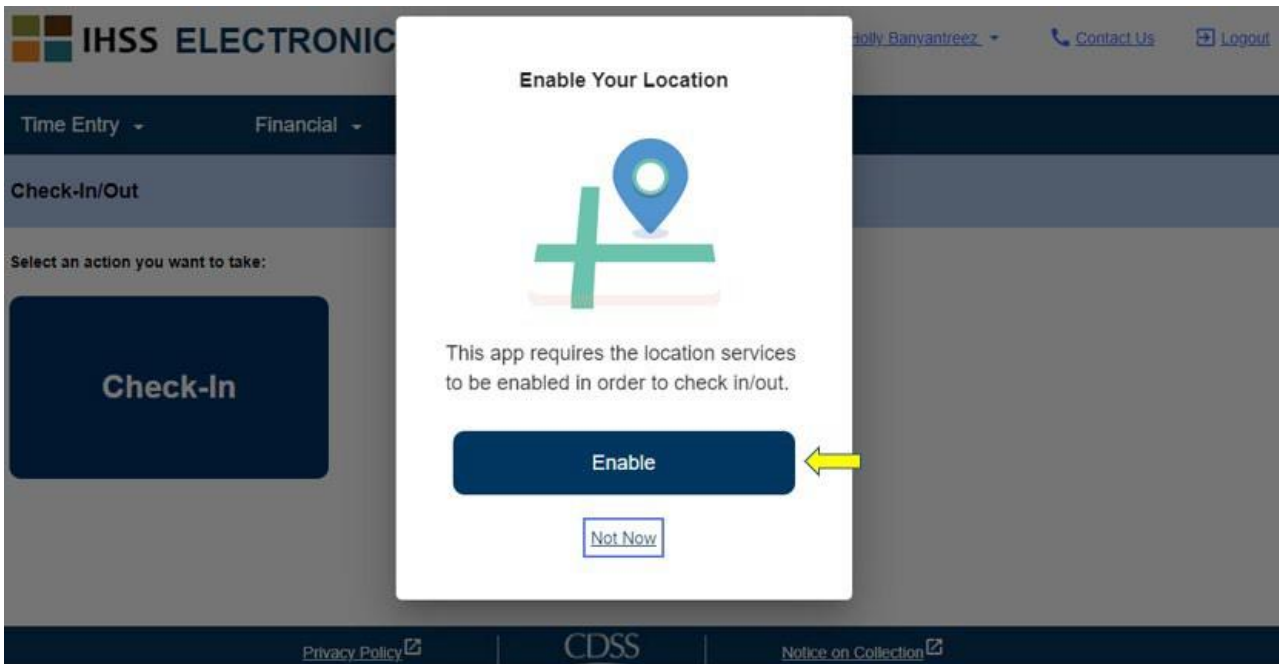 IHSS ELECTRONIC
Holly Banyantreez
Contact Us
Logout
Time Entry
Financial
Check-In/Out
Select an action you want to take:
Check-In
Enable Your Location
This app requires the location services
to be enabled in order to check in/out.
Enable
Not Now
Privacy Policy
CDSS
Notice on Collection